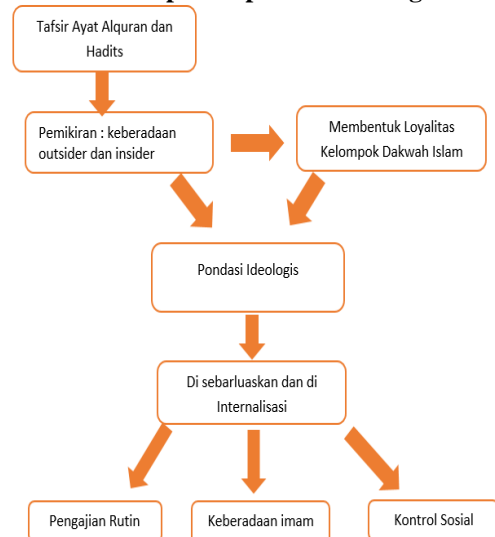 Tafsir Ayat Alquran dan
Hadits
Pemikiran : keberadaan
outsider dan insider
Membentuk Loyalitas
Kelompok Dakwah Islam
Pondasi Ideologis
Di sebarluaskan dan di
Internalisasi
Pengajian Rutin
Keberadaan imam
Kontrol Sosial